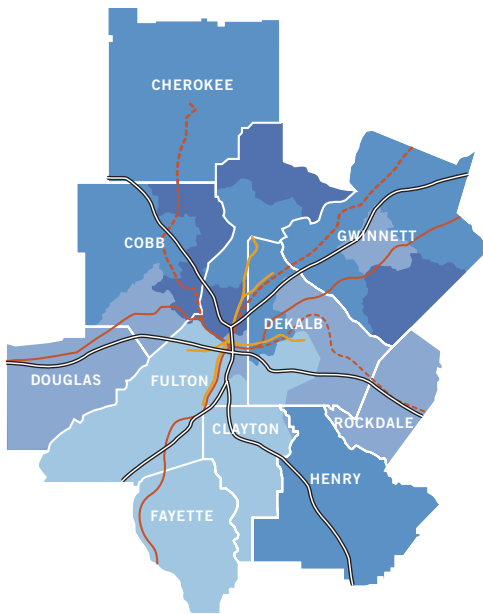 CHEROKEE
COBB
GWINNETT
DEKALB
DOUGLAS
FULTON
ROCKDALE
CLAYTON
HENRY
FAYETTE